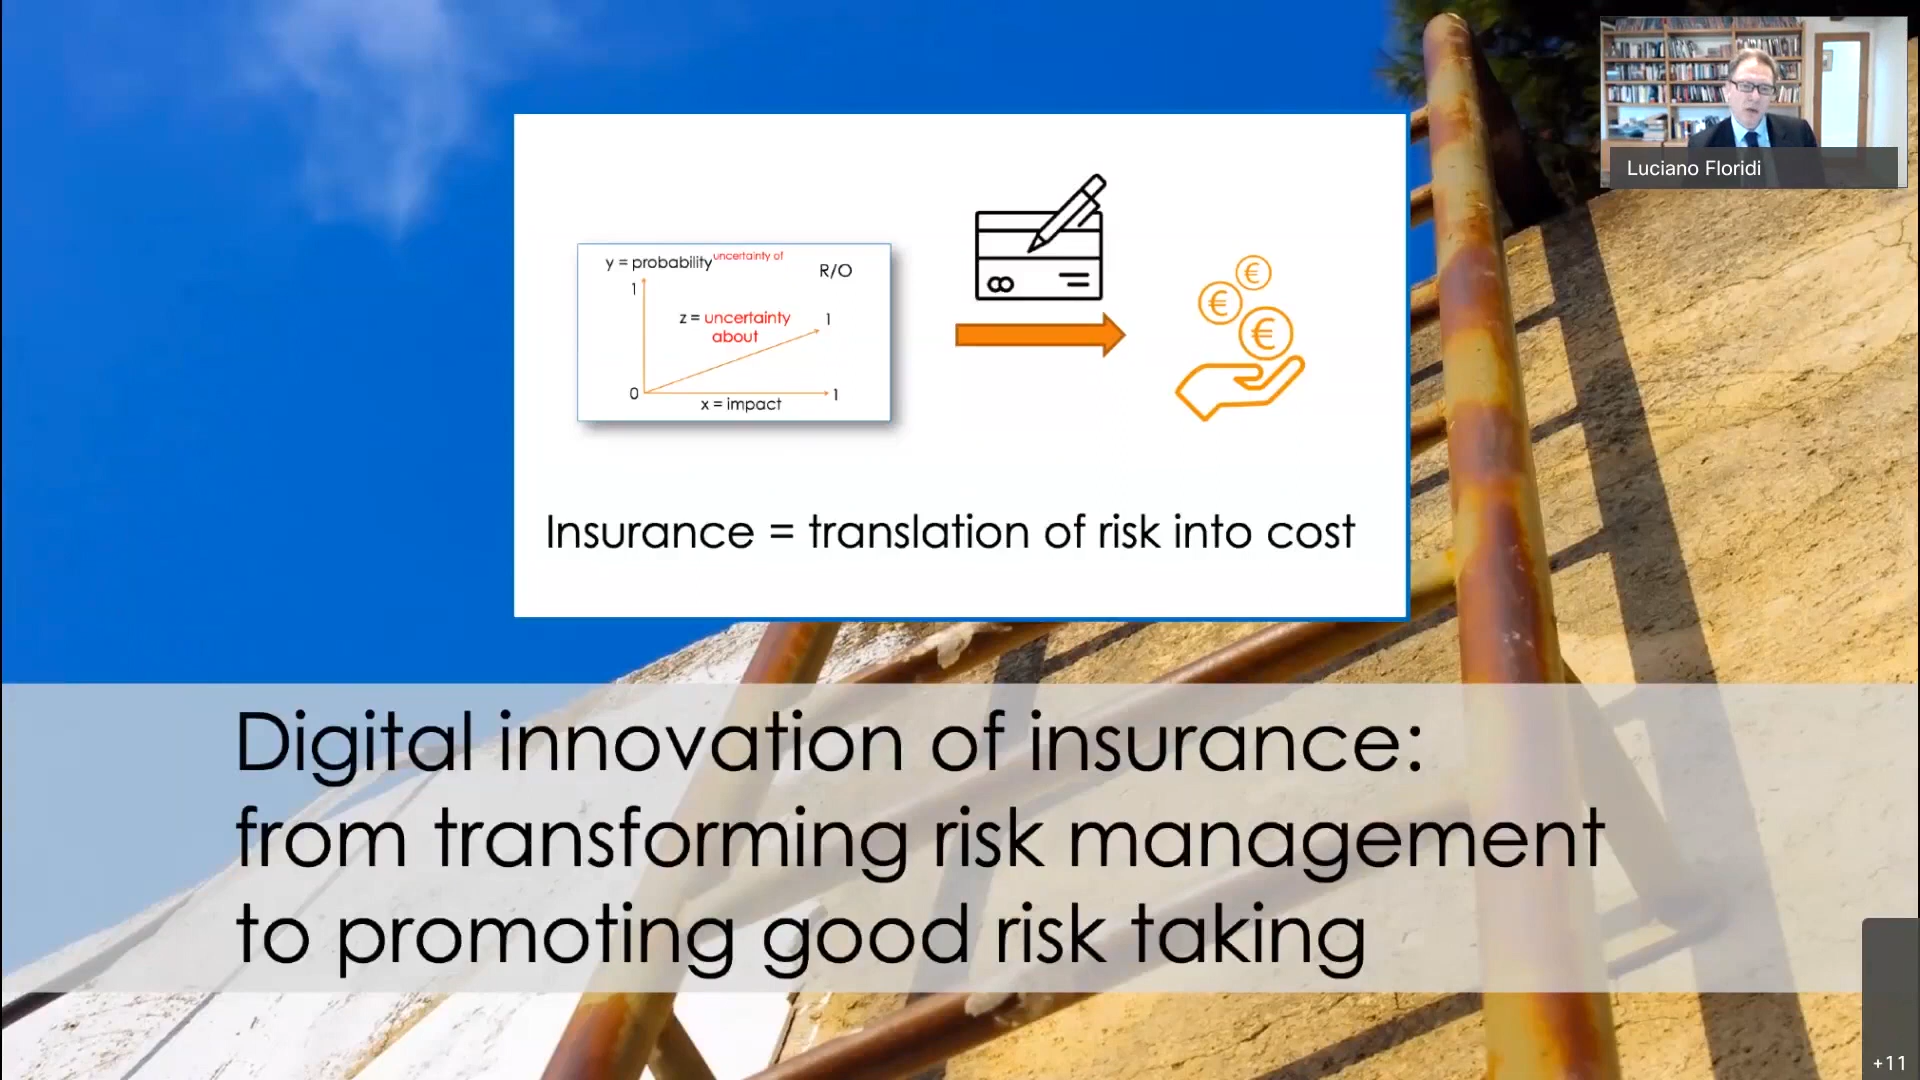 Luciano Floridi
y = probability uncertainty of
R/O
1
z = uncertainty
about
1
0
1
x = impact
€
€
€
Insurance = translation of risk into cost
Digital innovation of insurance:
from transforming risk management
to promoting good risk taking
+11